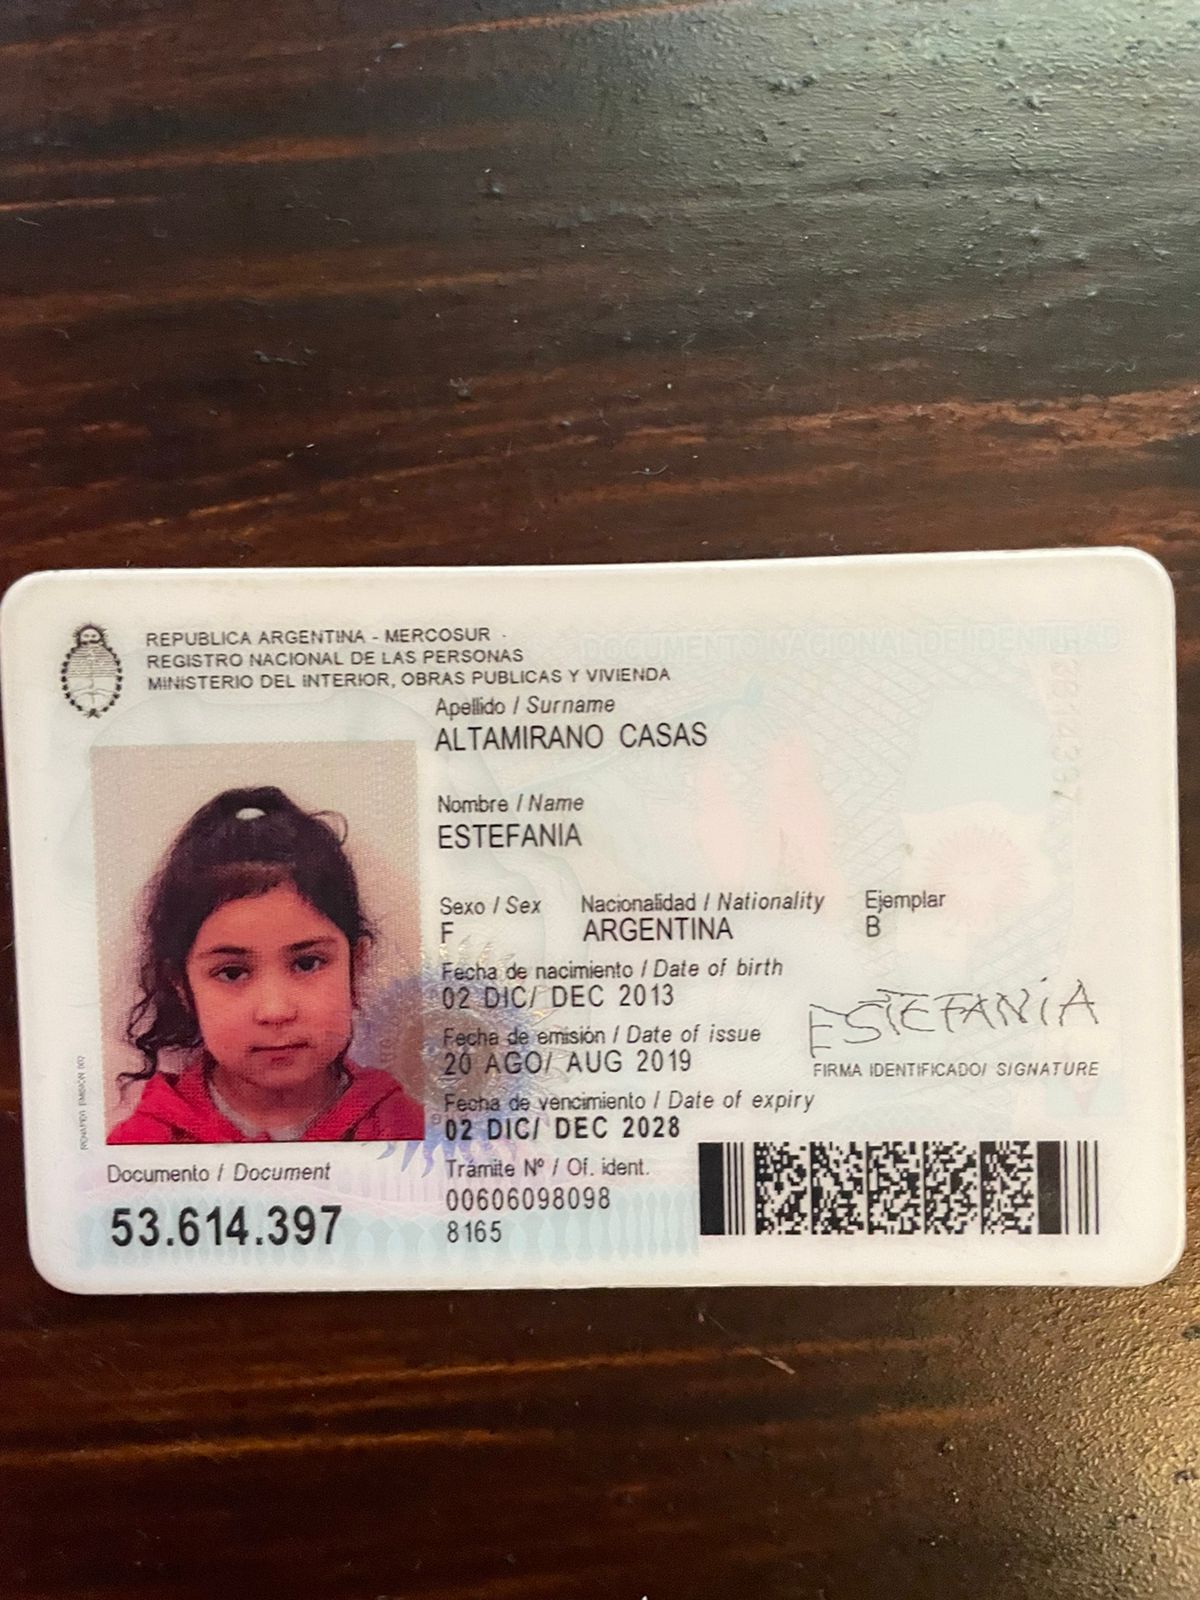 REPUBLICA ARGENTINA - MERCOSUR
REGISTRO NACIONAL DE LAS PERSONAS
MINISTERIO DEL INTERIOR, OBRAS PUBLICAS Y VIVIENDA
DOCUMENTO NACIONAL DE IDENTIDAD
Apellido / Surname
ALTAMIRANO CASAS
Nombre / Name
ESTEFANIA
Sexo / Sex Nacionalidad / Nationality Ejemplar
F ARGENTINA B
Fecha de nacimiento / Date of birth
02 DIC/ DEC 2013
Fecha de emisión / Date of issue
20 AGO/ AUG 2019
ESTEFANÍA
FIRMA IDENTIFICADO/ SIGNATURE
Fecha de vencimiento / Date of expiry
02 DIC/ DEC 2028
Documento / Document
53.614.397
Trámite Nº / Of. ident.
00606098098
8165